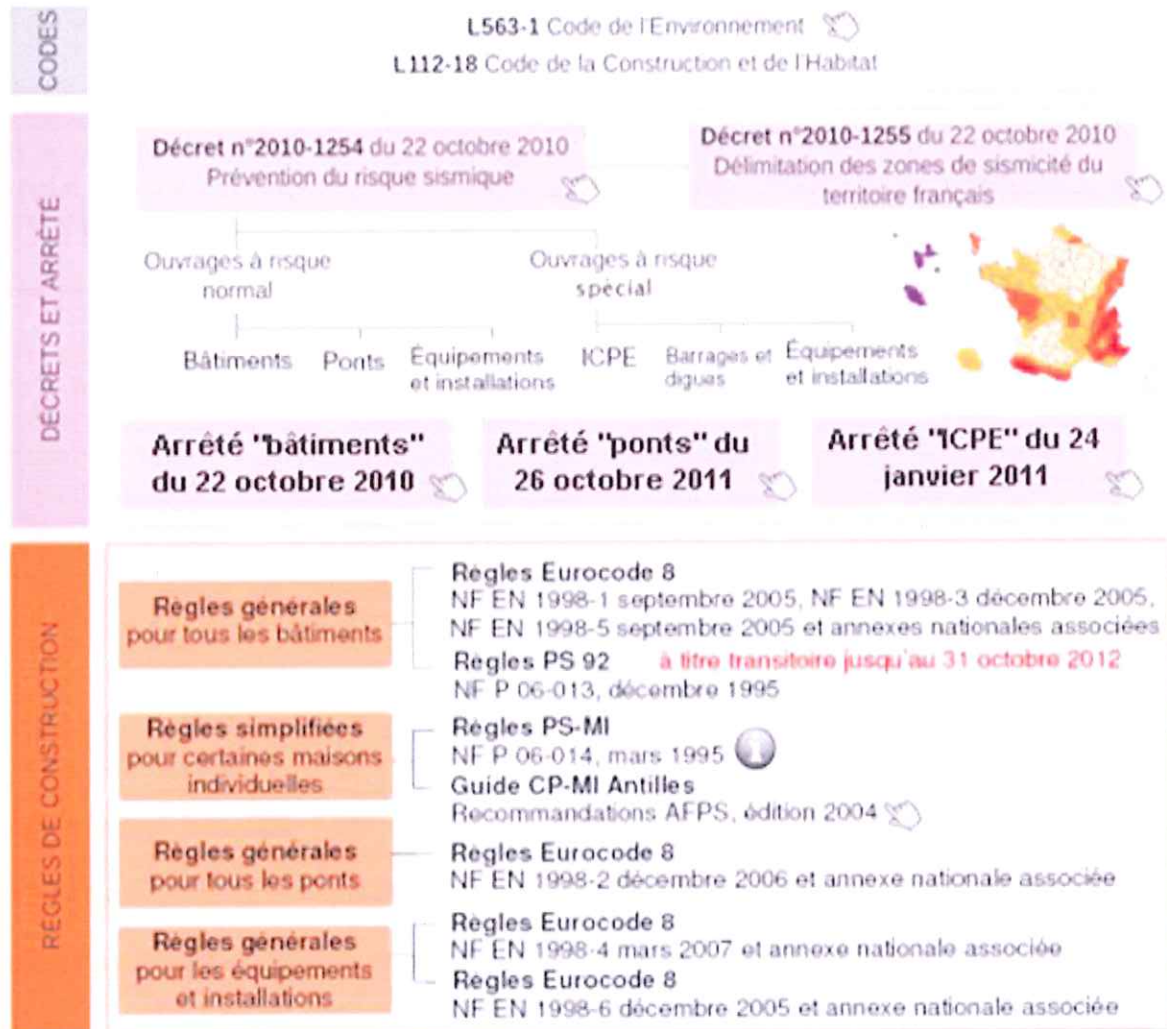 CODES
L563-1 Code de l'Environnement
L112-18 Code de la Construction et de l'Habitat
DÉCRETS ET ARRÊTÉ
Décret n°2010-1254 du 22 octobre 2010
Prévention du risque sismique
Décret n°2010-1255 du 22 octobre 2010
Délimitation des zones de sismicité du
territoire français
Ouvrages à risque
normal
Ouvrages à risque
spécial
Bâtiments
Ponts
Équipements
et installations
ICPE
Barrages et
digues
Équipements
et installations
Arrêté "bâtiments"
du 22 octobre 2010
Arrêté "ponts" du
26 octobre 2011
Arrêté "ICPE" du 24
janvier 2011
RÈGLES DE CONSTRUCTION
Règles générales
pour tous les bâtiments
Règles Eurocode 8
NF EN 1998-1 septembre 2005, NF EN 1998-3 décembre 2005,
NF EN 1998-5 septembre 2005 et annexes nationales associées
Règles PS 92 à titre transitoire jusqu'au 31 octobre 2012
NF P 06-013, décembre 1995
Règles simplifiées
pour certaines maisons
individuelles
Règles PS-MI
NF P 06-014, mars 1995
Guide CP-MI Antilles
Recommandations AFPS, édition 2004
Règles générales
pour tous les ponts
Règles Eurocode 8
NF EN 1998-2 décembre 2006 et annexe nationale associée
Règles générales
pour les équipements
et installations
Règles Eurocode 8
NF EN 1998-4 mars 2007 et annexe nationale associée
Règles Eurocode 8
NF EN 1998-6 décembre 2005 et annexe nationale associée